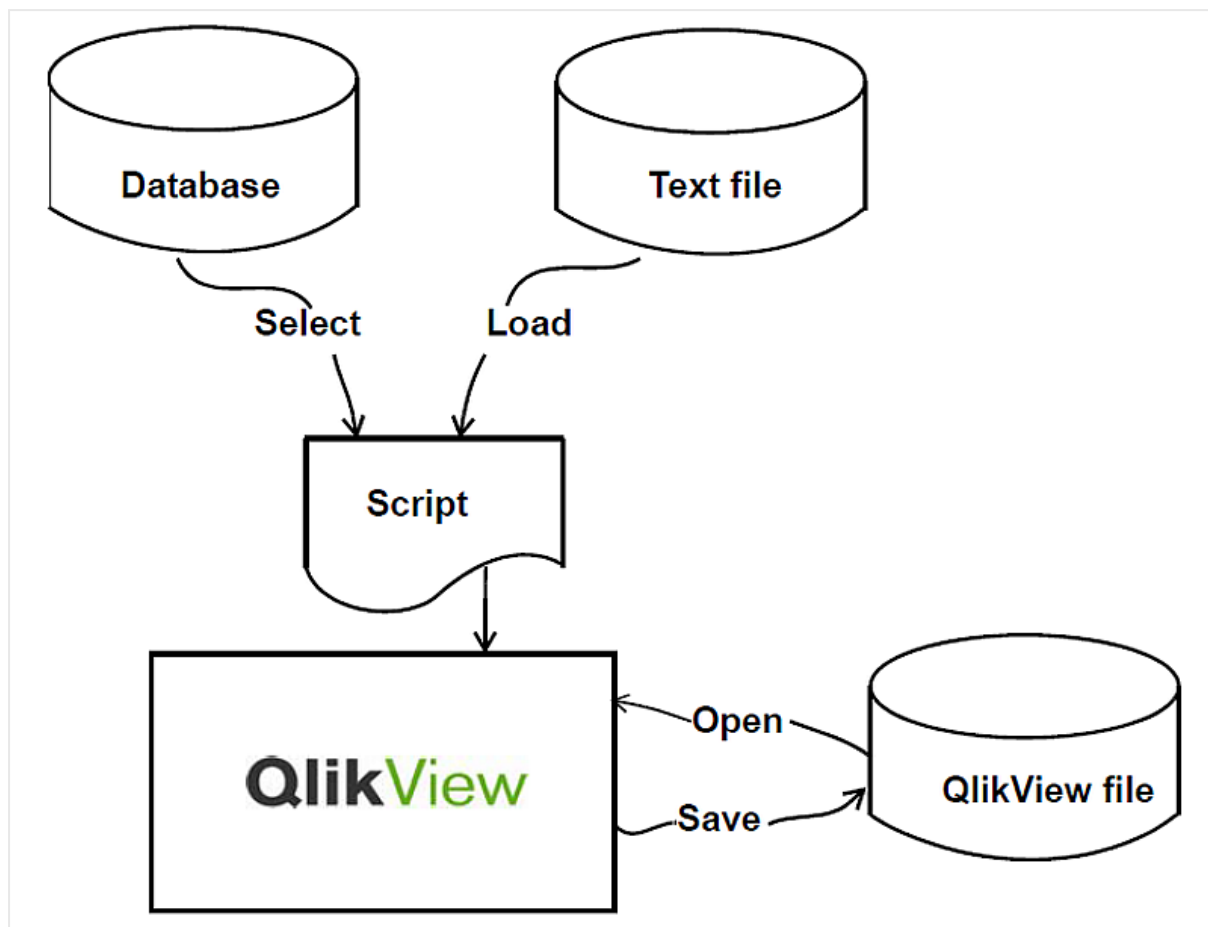 Database
Text file
Select
Load
Script
Open
QlikView
QlikView file
Save